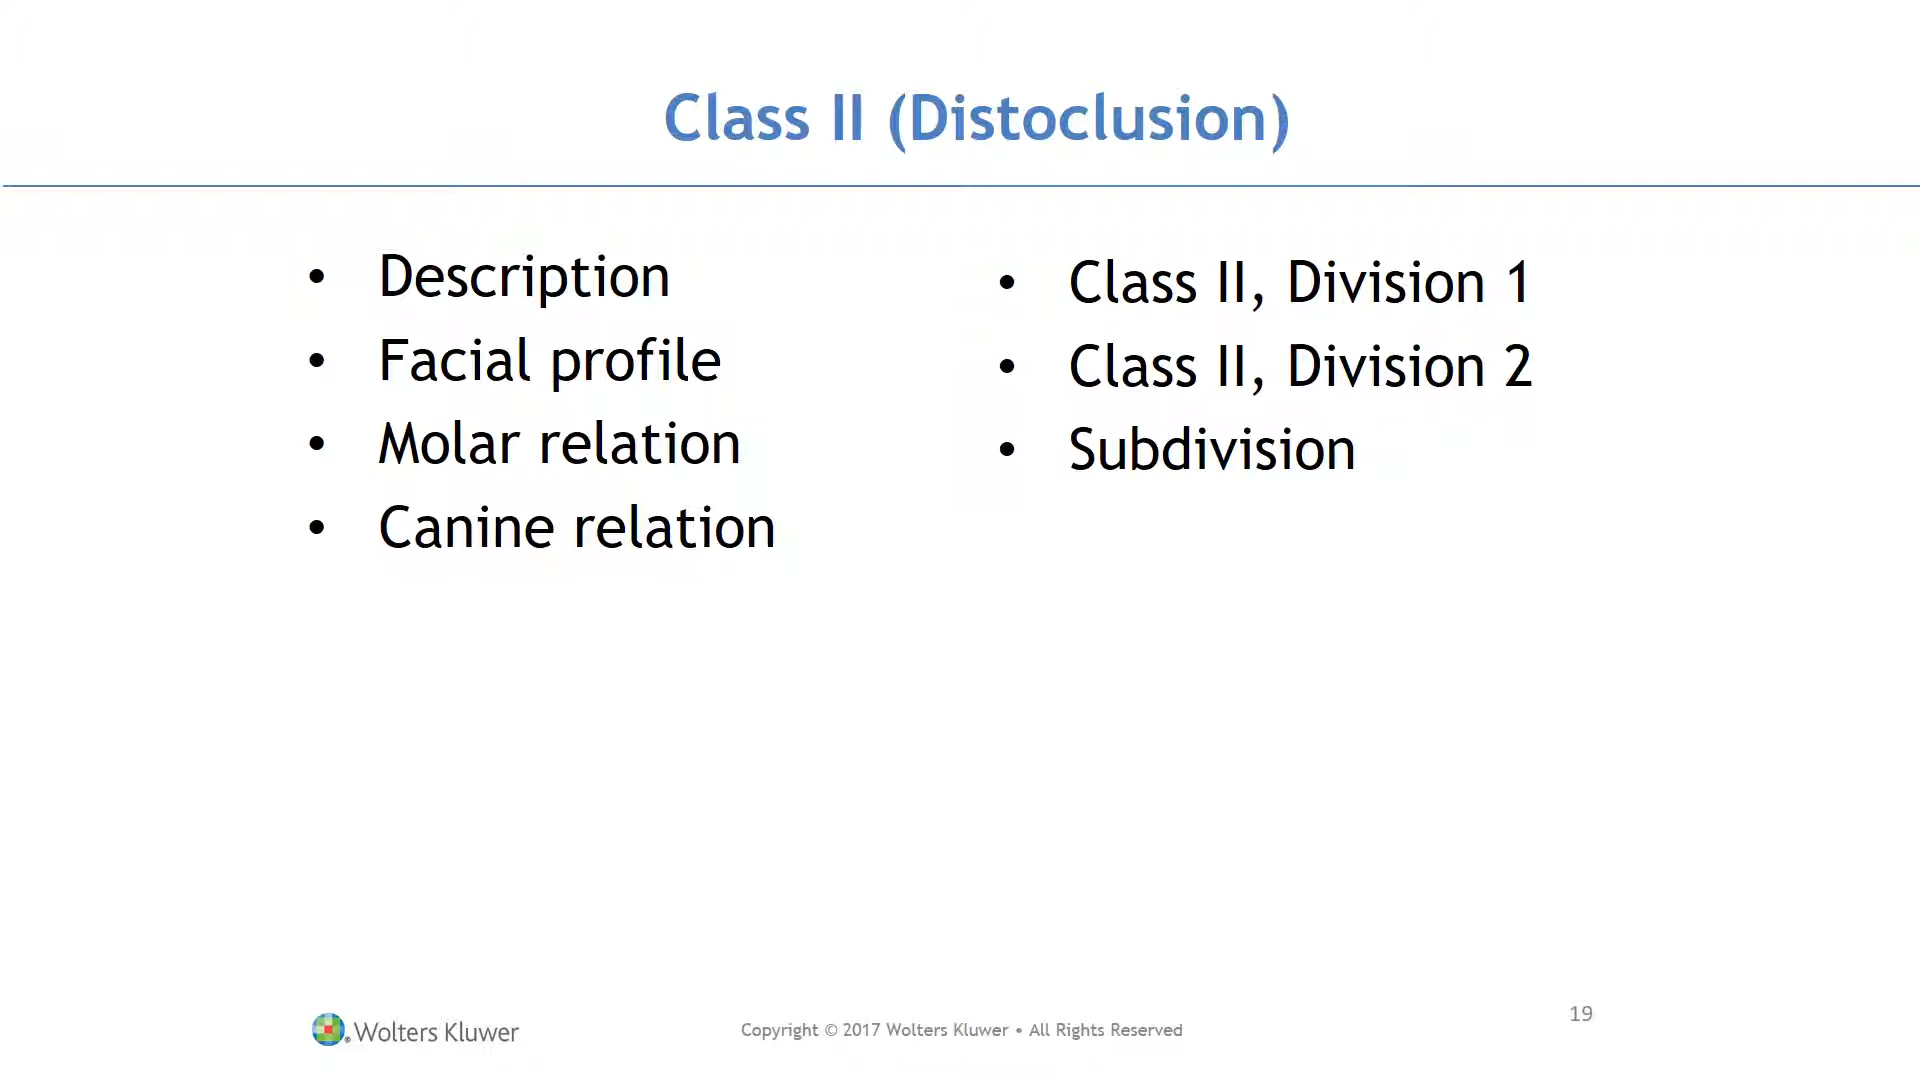 Class II (Distoclusion)
• Description
• Facial profile
• Molar relation
• Canine relation
• Class II, Division 1
• Class II, Division 2
• Subdivision
Wolters Kluwer
Copyright © 2017 Wolters Kluwer • All Rights Reserved
19